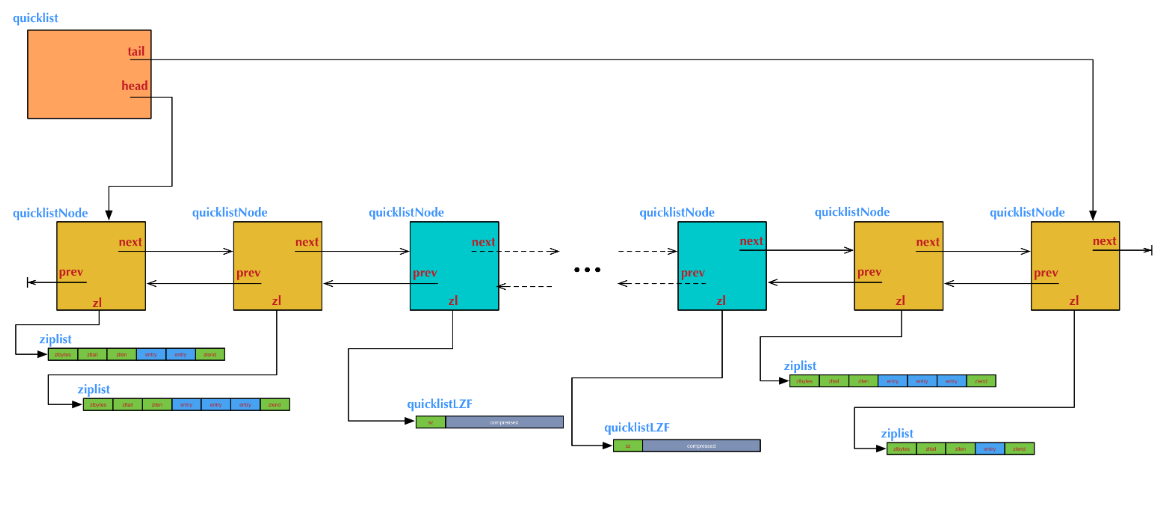 quicklist
tail
head
quicklistNode quicklistNode quicklistNode quicklistNode quicklistNode quicklistNode
next next next next next next
...
prev prev prev prev prev prev
zl zl zl zl zl zl
ziplist
zlbytes zltail zllen entry entry zlend
ziplist
zlbytes zltail zllen entry entry entry zlend
quicklistLZF
sz compressed
quicklistLZF
sz compressed
ziplist
zlbytes zltail zllen entry entry entry zlend
ziplist
zlbytes zltail zllen entry zlend